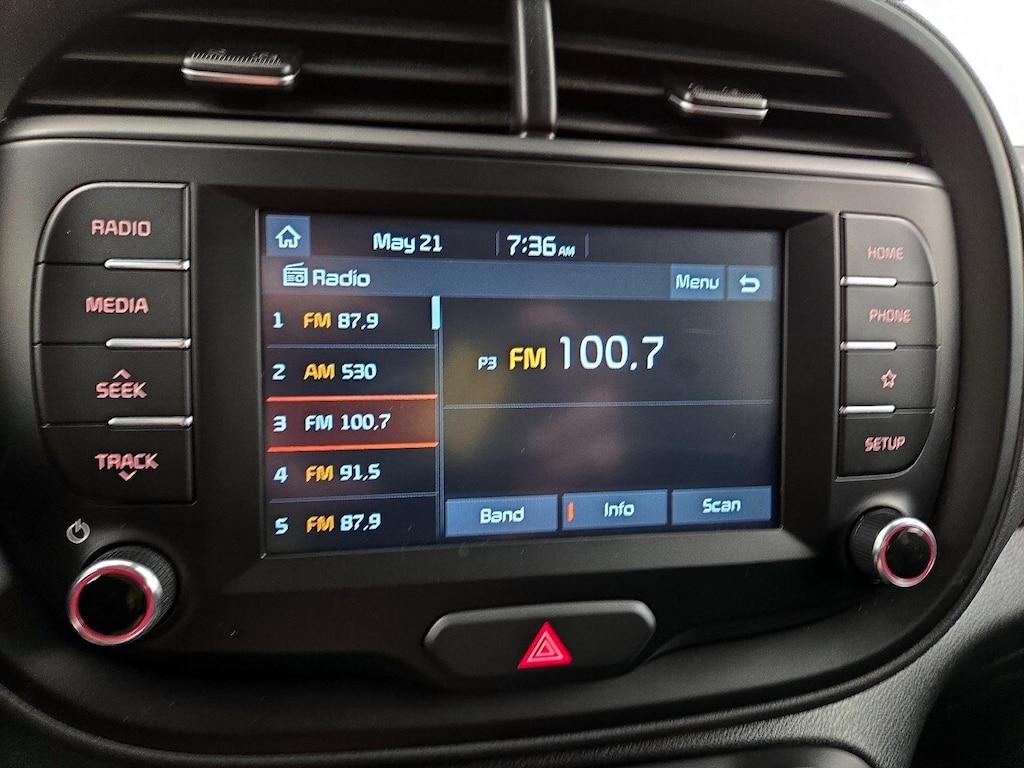 RADIO
MEDIA
SEEK
TRACK
May 21 7:36 AM
Radio
Menu
1 FM 87.9
2 AM 530
3 FM 100.7
4 FM 91.5
5 FM 87.9
P3 FM 100.7
Band
Info
Scan
HOME
PHONE
SETUP